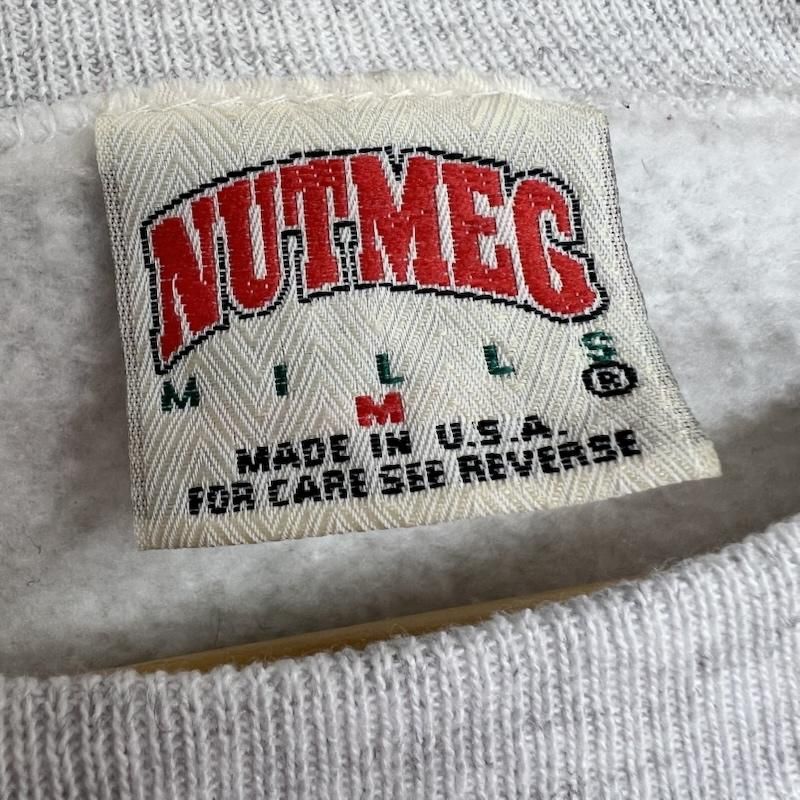 NUTMEG
MILLS ®
M
MADE IN U.S.A.
FOR CARE SEE REVERSE